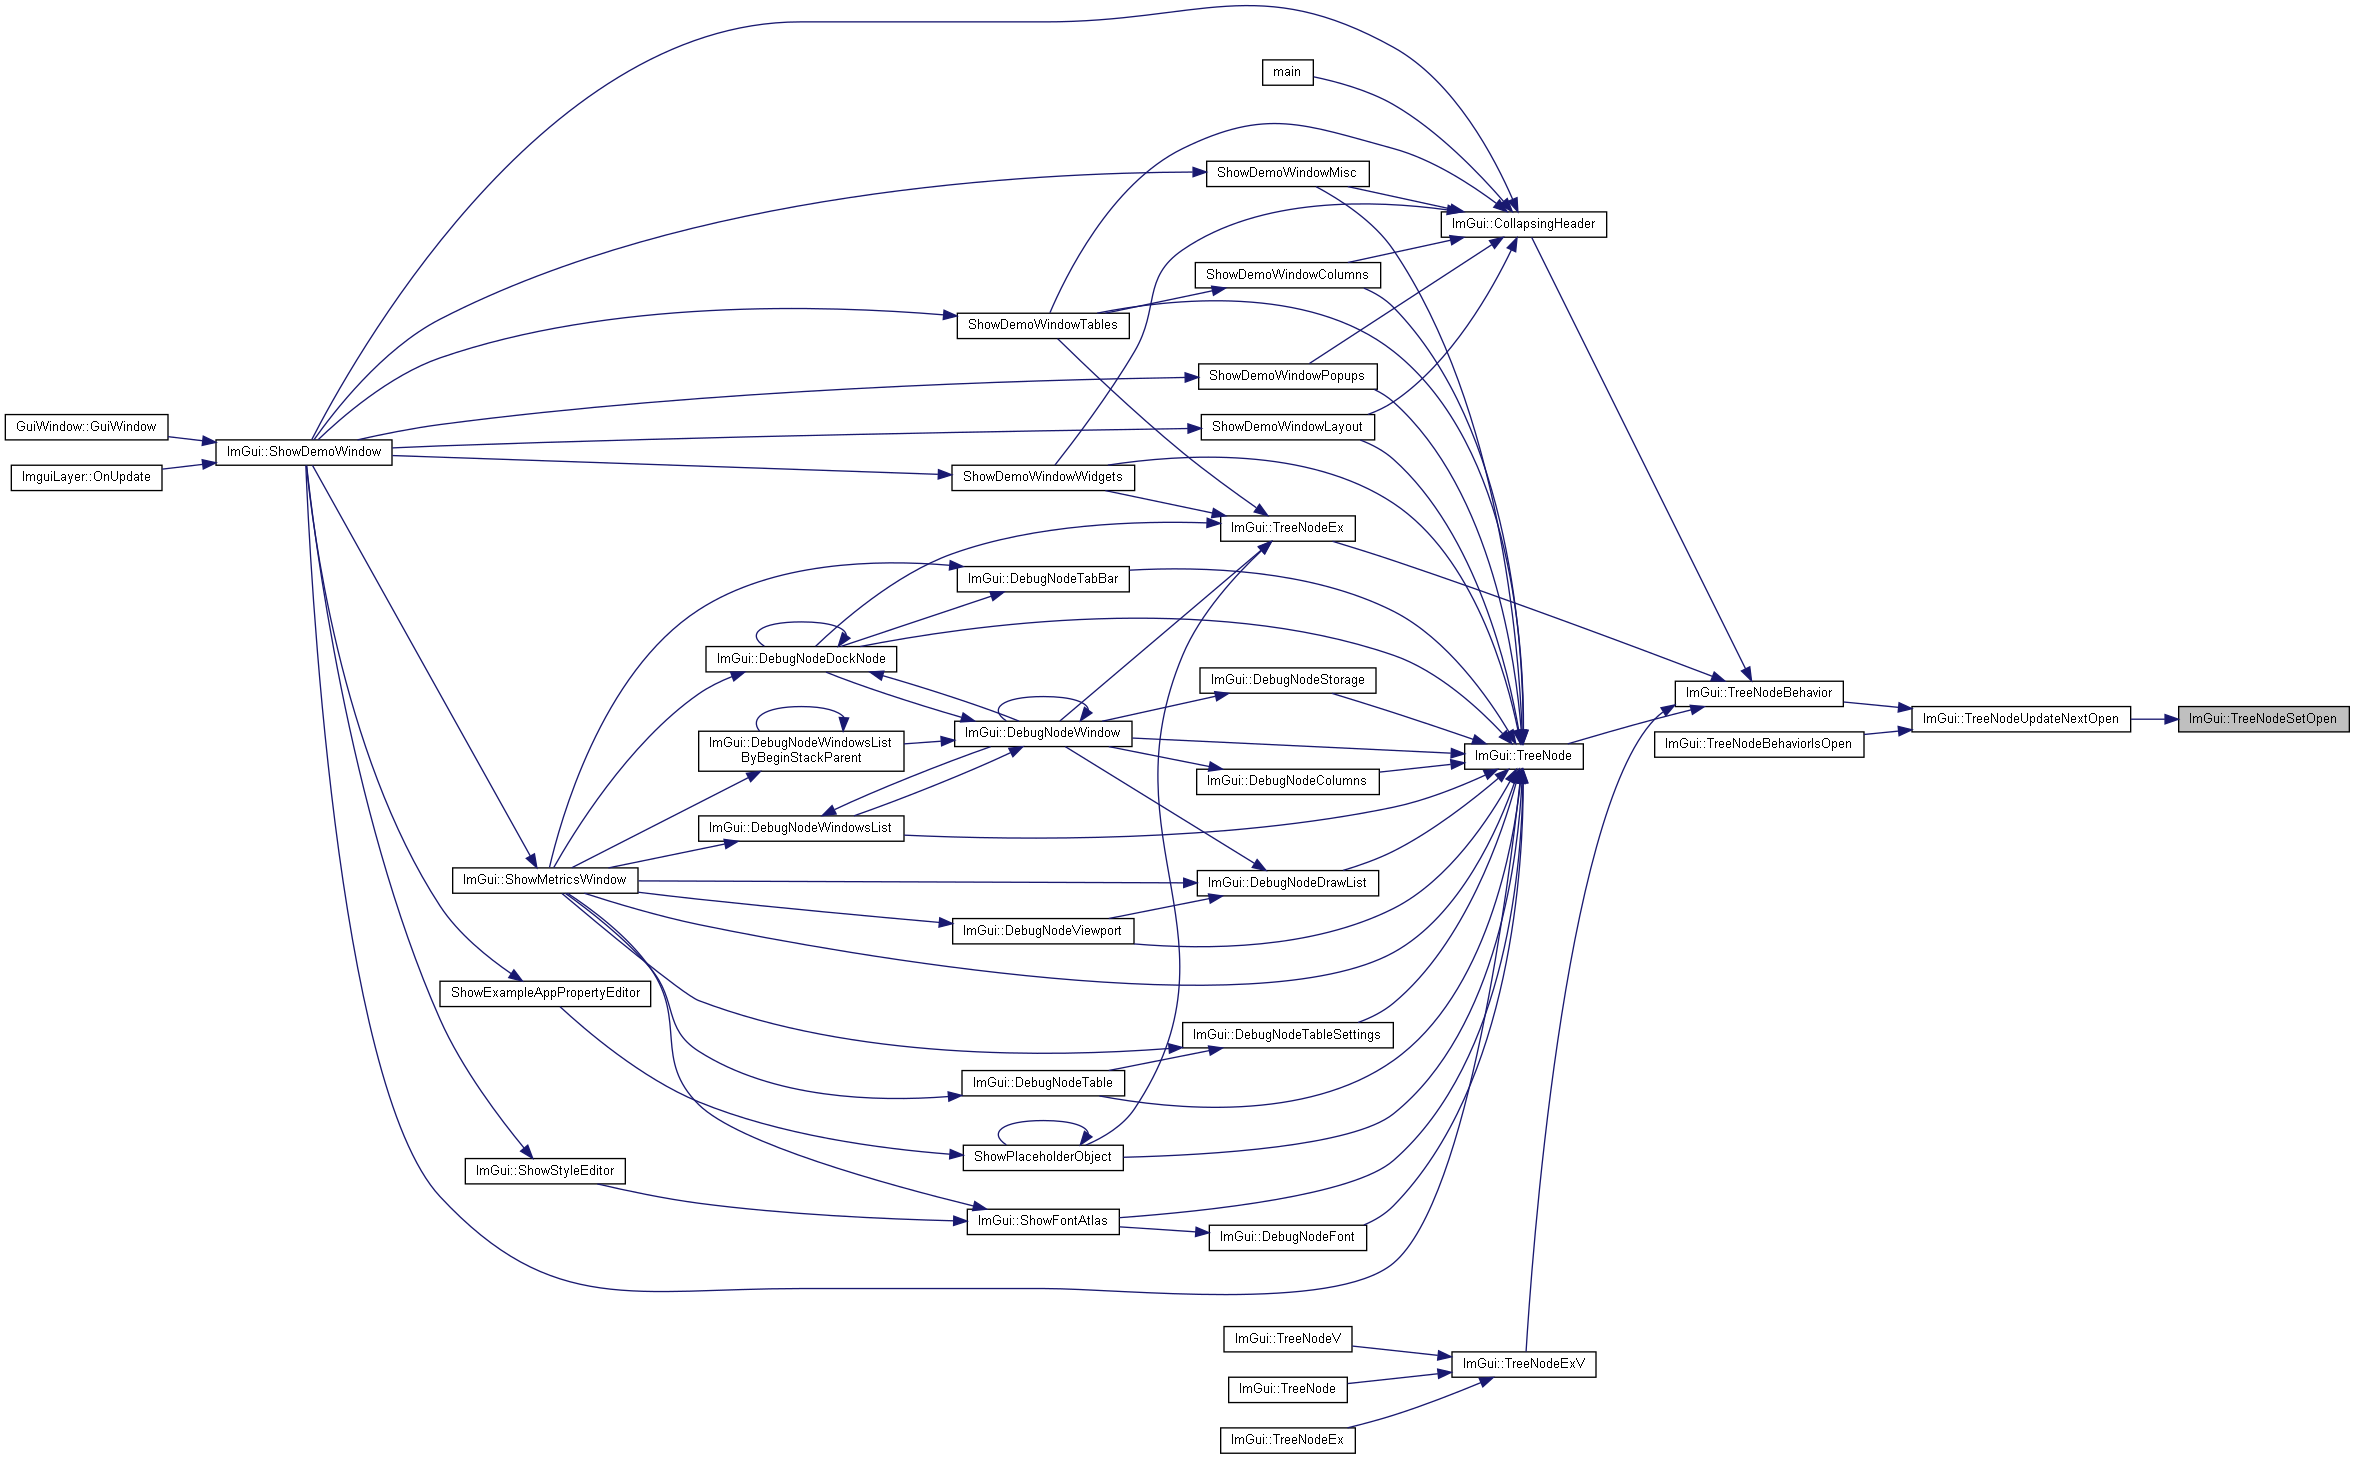 main
ShowDemoWindowMisc
ImGui::CollapsingHeader
ShowDemoWindowColumns
ShowDemoWindowTables
ShowDemoWindowPopups
GuiWindow::GuiWindow
ShowDemoWindowLayout
ImGui::ShowDemoWindow
ImguiLayer::OnUpdate
ShowDemoWindowWidgets
ImGui::TreeNodeEx
ImGui::DebugNodeTabBar
ImGui::DebugNodeDockNode
ImGui::DebugNodeStorage
ImGui::TreeNodeBehavior
ImGui::TreeNodeUpdateNextOpen
ImGui::TreeNodeSetOpen
ImGui::DebugNodeWindow
ImGui::DebugNodeWindowsList
ByBeginStackParent
ImGui::TreeNodeBehaviorIsOpen
ImGui::TreeNode
ImGui::DebugNodeColumns
ImGui::DebugNodeWindowsList
ImGui::ShowMetricsWindow
ImGui::DebugNodeDrawList
ImGui::DebugNodeViewport
ShowExampleAppPropertyEditor
ImGui::DebugNodeTableSettings
ImGui::DebugNodeTable
ShowPlaceholderObject
ImGui::ShowStyleEditor
ImGui::ShowFontAtlas
ImGui::DebugNodeFont
ImGui::TreeNodeV
ImGui::TreeNodeExV
ImGui::TreeNode
ImGui::TreeNodeEx